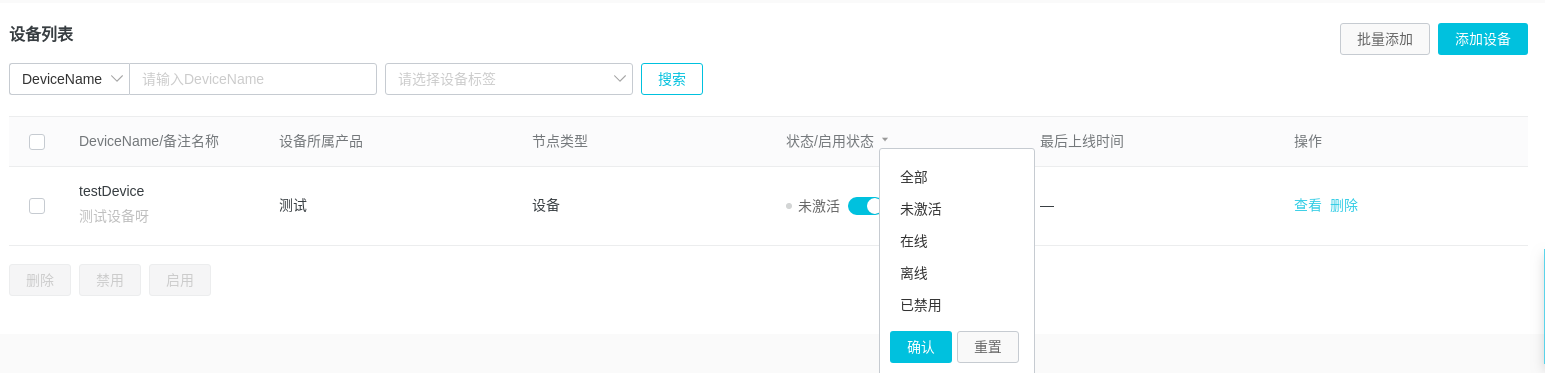 设备列表
批量添加 添加设备
DeviceName 请输入DeviceName 请选择设备标签 搜索
DeviceName/备注名称 设备所属产品 节点类型 状态/启用状态 最后上线时间 操作
testDevice
测试设备呀
测试 设备 未激活 — 查看 删除
全部
未激活
在线
离线
已禁用
确认 重置
删除 禁用 启用